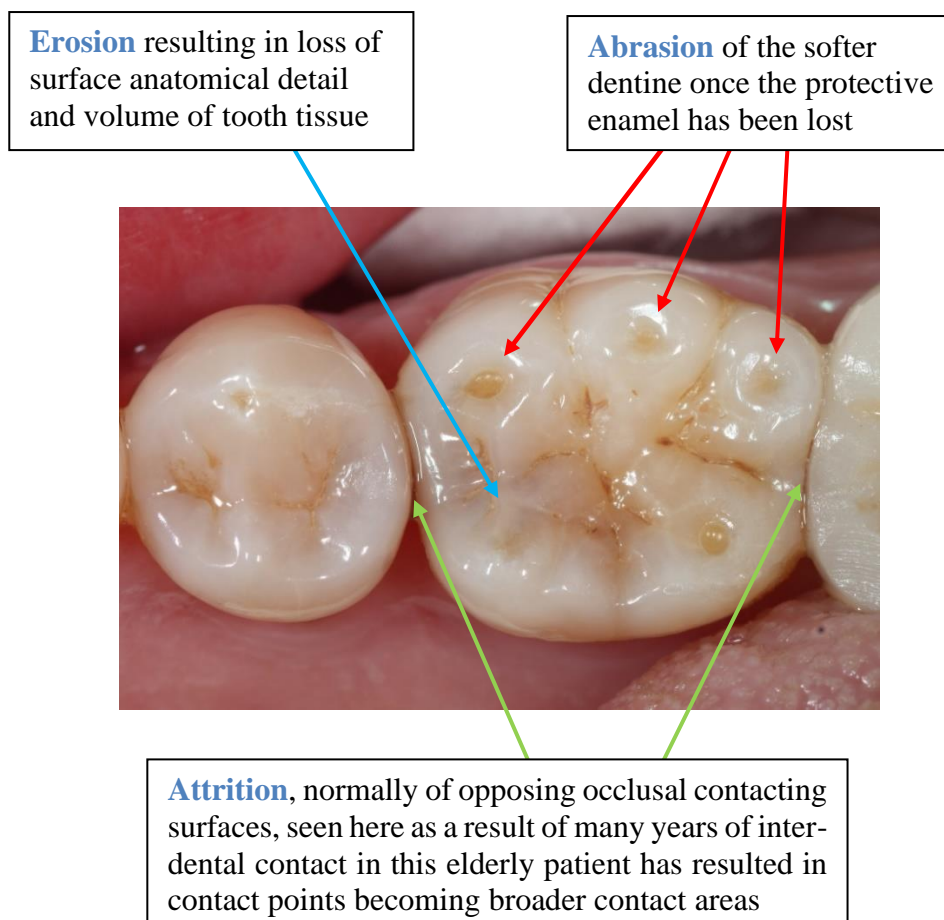 Erosion resulting in loss of
surface anatomical detail
and volume of tooth tissue
Abrasion of the softer
dentine once the protective
enamel has been lost
Attrition, normally of opposing occlusal contacting
surfaces, seen here as a result of many years of inter-
dental contact in this elderly patient has resulted in
contact points becoming broader contact areas